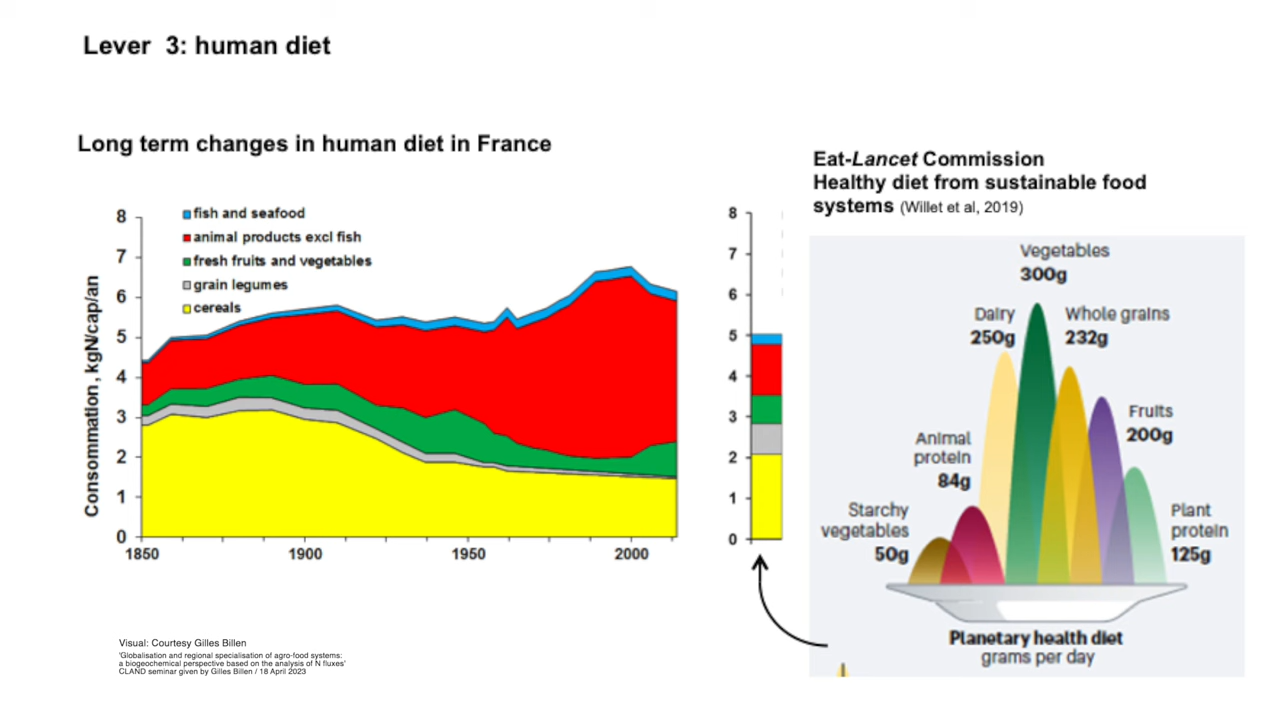 Lever 3: human diet
Long term changes in human diet in France
Eat-Lancet Commission
Healthy diet from sustainable food
systems (Willet et al, 2019)
Consommation, kgN/cap/an
8
7
6
5
4
3
2
1
0
fish and seafood
animal products excl fish
fresh fruits and vegetables
grain legumes
cereals
1850
1900
1950
2000
8
7
6
5
4
3
2
1
0
Vegetables
300g
Dairy
250g
Whole grains
232g
Fruits
200g
Animal
protein
84g
Starchy
vegetables
50g
Plant
protein
125g
Planetary health diet
grams per day
Visual: Courtesy Gilles Billen
'Globalisation and regional specialisation of agro-food systems:
a biogeochemical perspective based on the analysis of N fluxes'
CLAND seminar given by Gilles Billen / 18 April 2023